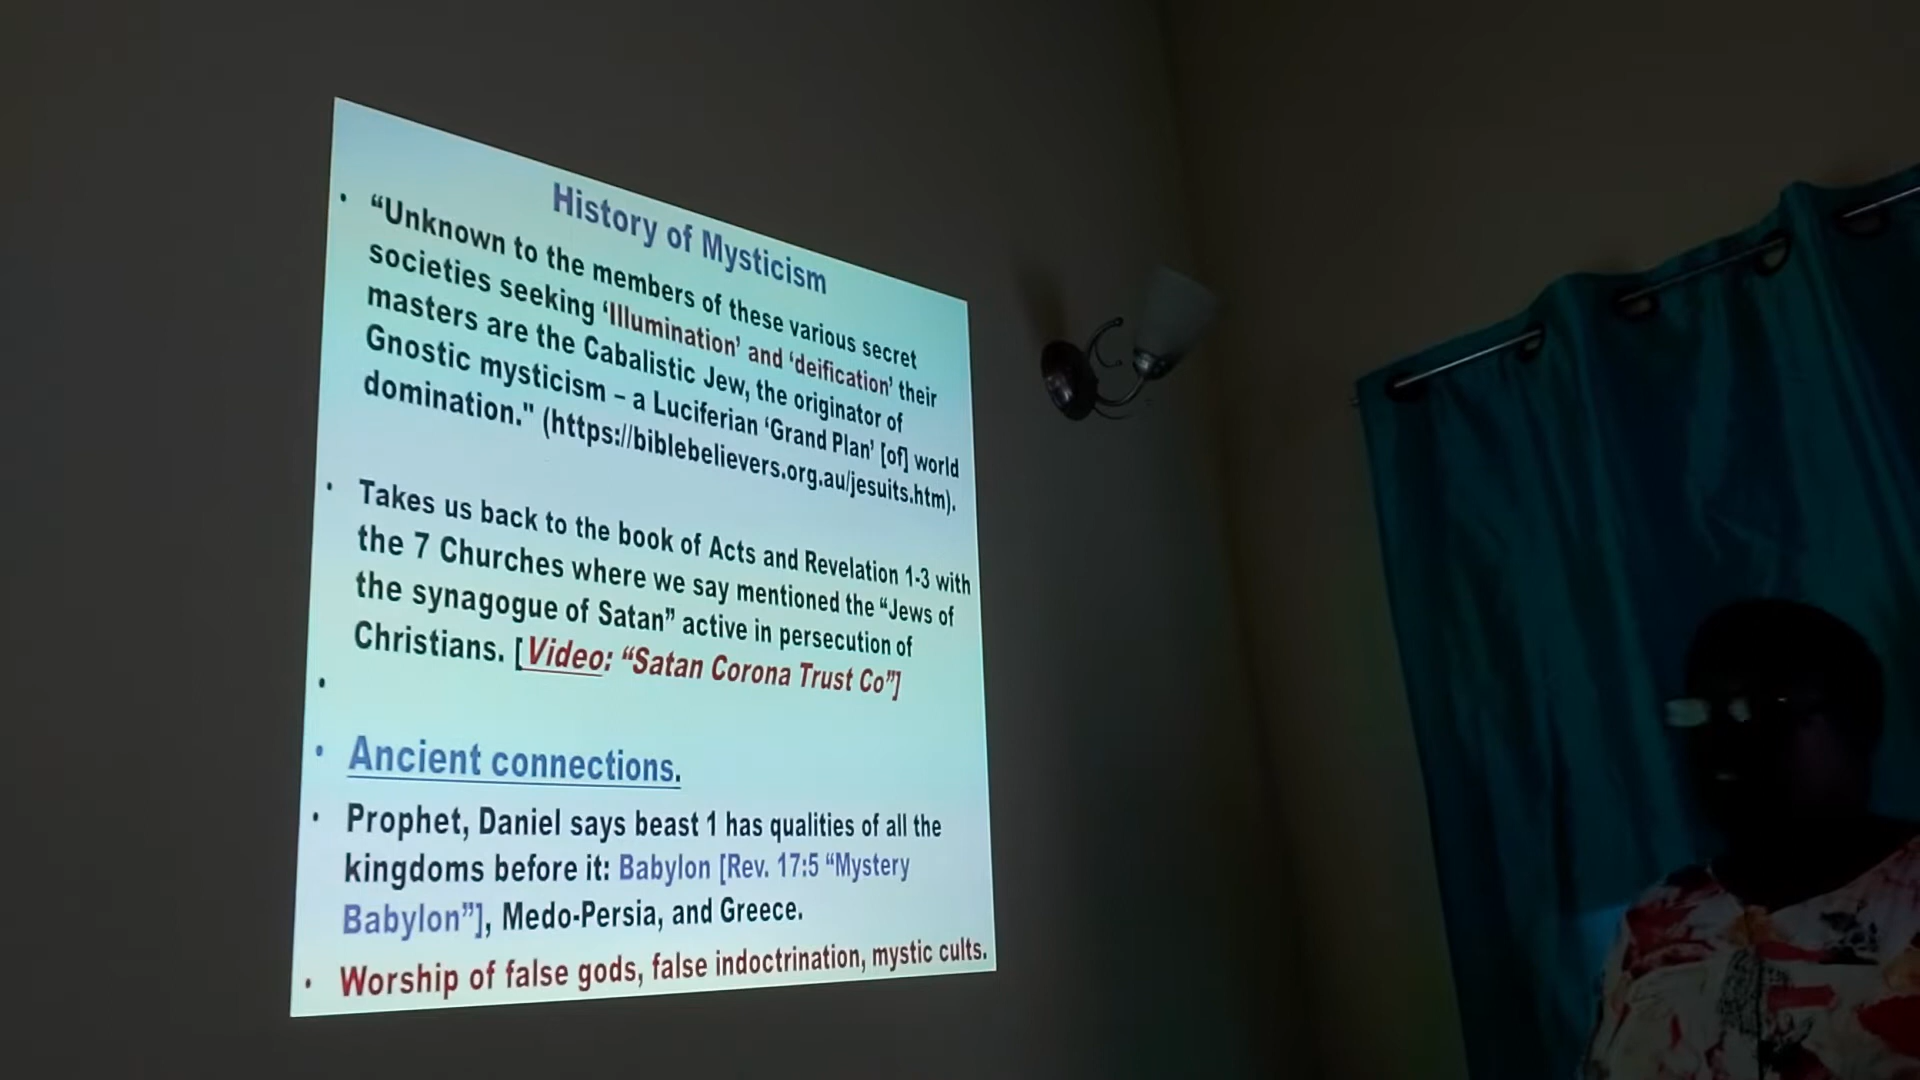 History of Mysticism
• “Unknown to the members of these various secret
societies seeking ‘Illumination’ and ‘deification’ their
masters are the Cabalistic Jew, the originator of
Gnostic mysticism – a Luciferian ‘Grand Plan’ [of] world
domination." (https://biblebelievers.org.au/jesuits.htm).
• Takes us back to the book of Acts and Revelation 1-3 with
the 7 Churches where we say mentioned the “Jews of
the synagogue of Satan” active in persecution of
Christians. [Video: “Satan Corona Trust Co”]
•
• Ancient connections.
• Prophet, Daniel says beast 1 has qualities of all the
kingdoms before it: Babylon [Rev. 17:5 “Mystery
Babylon”], Medo-Persia, and Greece.
• Worship of false gods, false indoctrination, mystic cults.